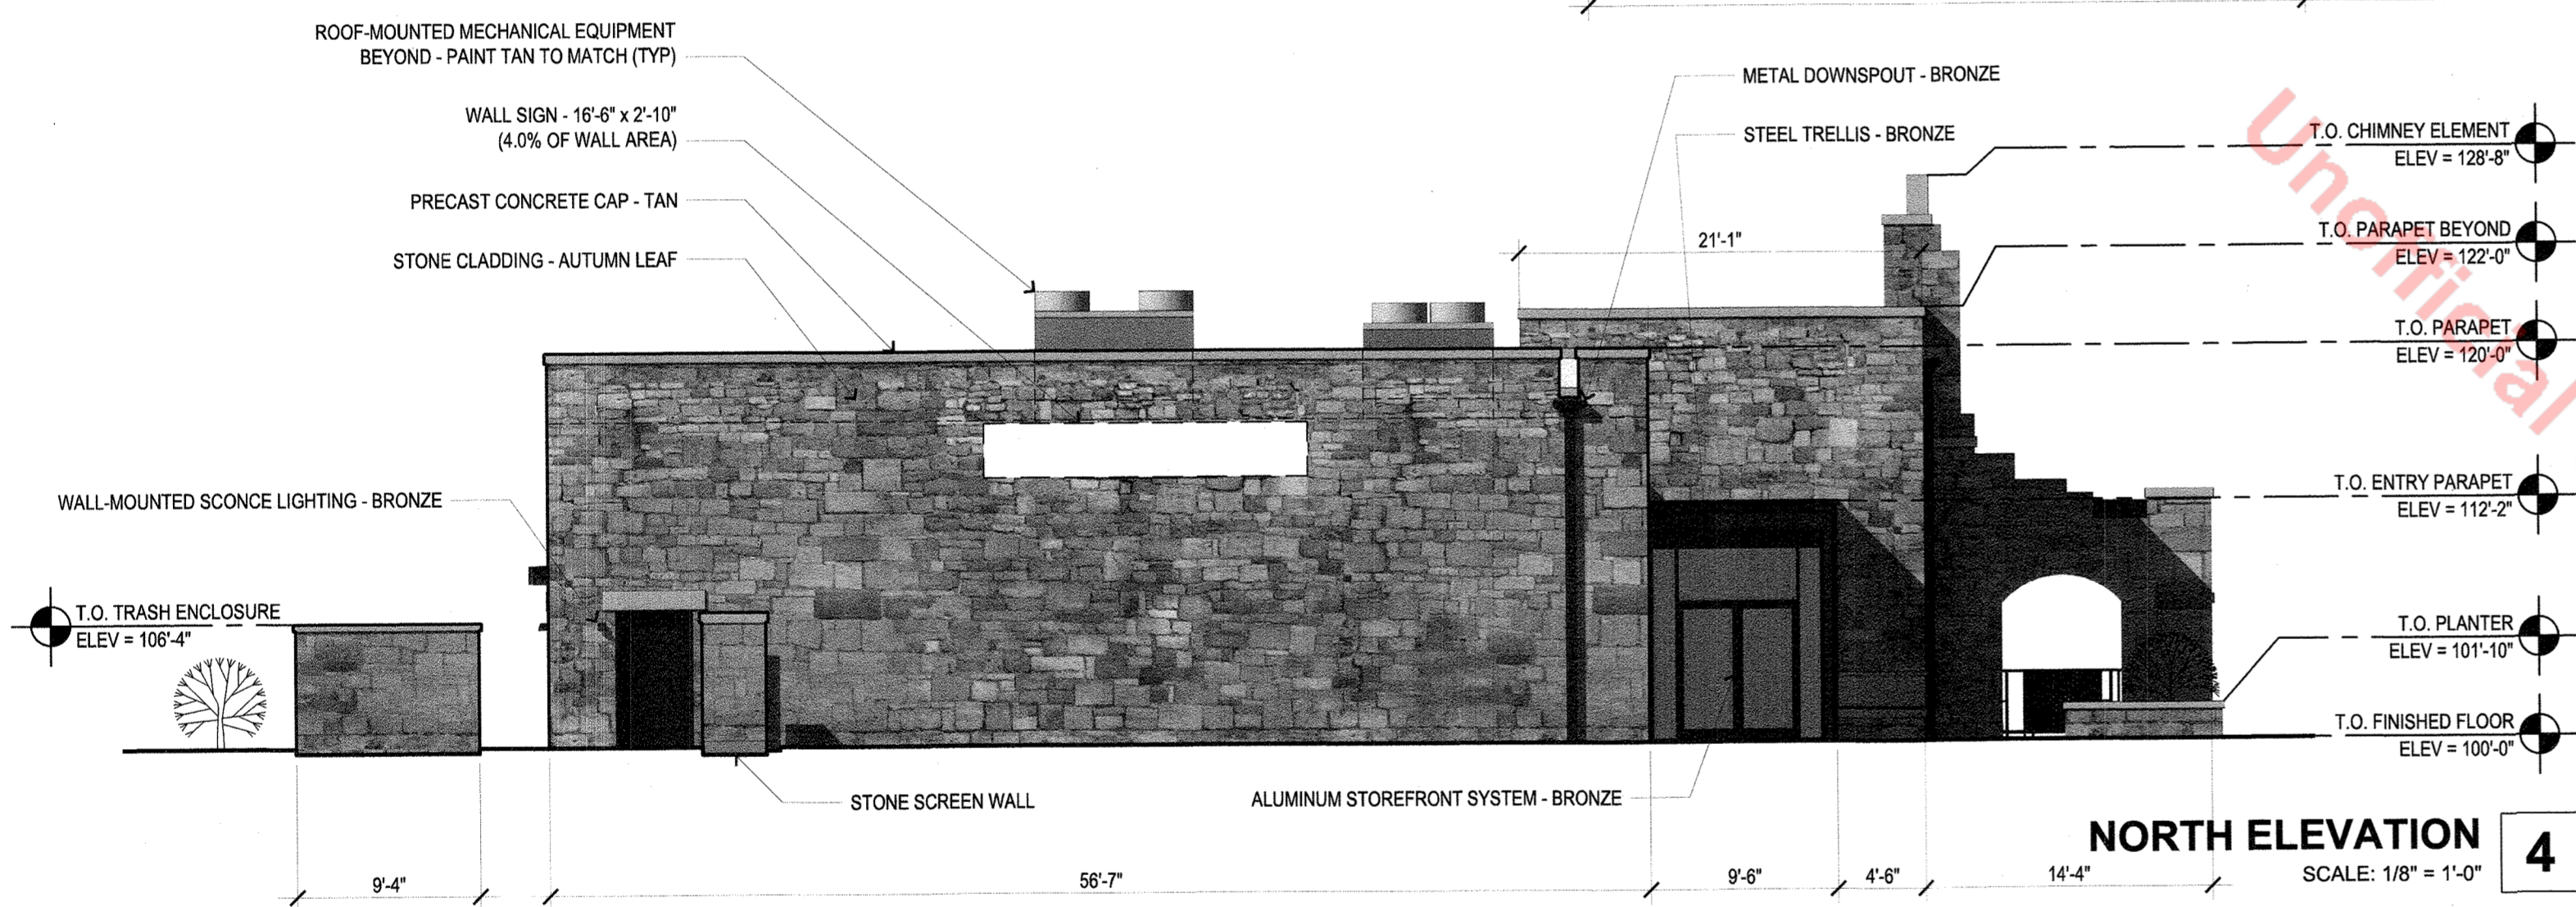 ROOF-MOUNTED MECHANICAL EQUIPMENT
BEYOND - PAINT TAN TO MATCH (TYP)
WALL SIGN - 16'-6" x 2'-10"
(4.0% OF WALL AREA)
PRECAST CONCRETE CAP - TAN
STONE CLADDING - AUTUMN LEAF
WALL-MOUNTED SCONCE LIGHTING - BRONZE
T.O. TRASH ENCLOSURE
ELEV = 106'-4"
METAL DOWNSPOUT - BRONZE
STEEL TRELLIS - BRONZE
21'-1"
T.O. CHIMNEY ELEMENT
ELEV = 128'-8"
T.O. PARAPET BEYOND
ELEV = 122'-0"
T.O. PARAPET
ELEV = 120'-0"
T.O. ENTRY PARAPET
ELEV = 112'-2"
T.O. PLANTER
ELEV = 101'-10"
T.O. FINISHED FLOOR
ELEV = 100'-0"
Unofficial
STONE SCREEN WALL
ALUMINUM STOREFRONT SYSTEM - BRONZE
NORTH ELEVATION
SCALE: 1/8" = 1'-0"
4
9'-4"
56'-7"
9'-6"
4'-6"
14'-4"